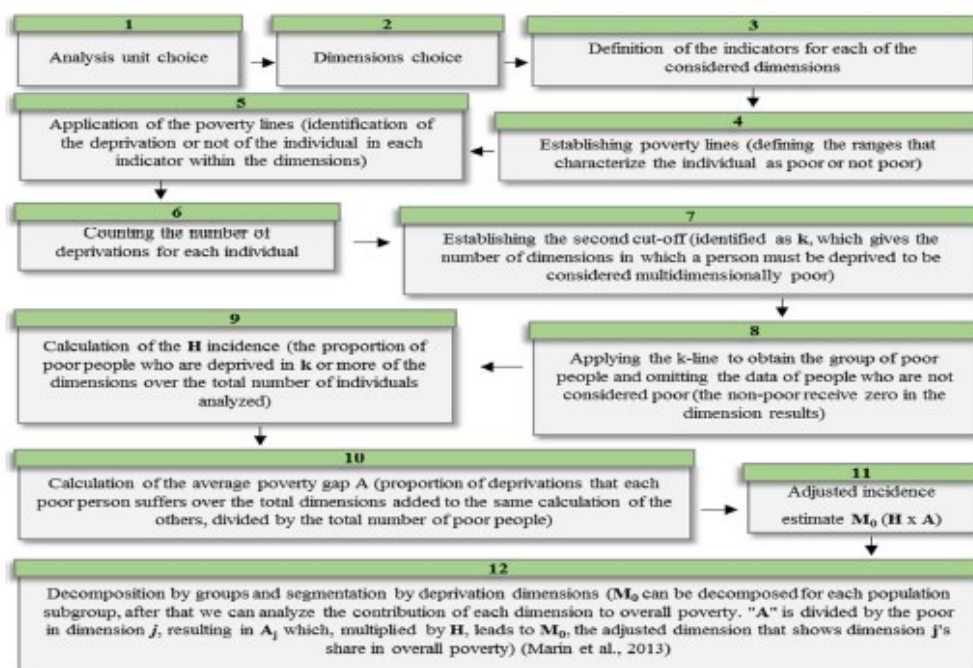 1
Analysis unit choice
2
Dimensions choice
3
Definition of the indicators for each of the
considered dimensions
4
Establishing poverty lines (defining the ranges that
characterize the individual as poor or not poor)
5
Application of the poverty lines (identification of
the deprivation or not of the individual in each
indicator within the dimensions)
6
Counting the number of
deprivations for each individual
7
Establishing the second cut-off (identified as k, which gives the
number of dimensions in which a person must be deprived to be
considered multidimensionally poor)
8
Applying the k-line to obtain the group of poor
people and omitting the data of people who are not
considered poor (the non-poor receive zero in the
dimension results)
9
Calculation of the H incidence (the proportion of
poor people who are deprived in k or more of the
dimensions over the total number of individuals
analyzed)
10
Calculation of the average poverty gap A (proportion of deprivations that each
poor person suffers over the total dimensions added to the same calculation of the
others, divided by the total number of poor people)
11
Adjusted incidence
estimate M₀ (H x A)
12
Decomposition by groups and segmentation by deprivation dimensions (M₀ can be decomposed for each population
subgroup, after that we can analyze the contribution of each dimension to overall poverty. "A" is divided by the poor
in dimension j, resulting in Aⱼ which, multiplied by H, leads to M₀, the adjusted dimension that shows dimension j's
share in overall poverty) (Marin et al., 2013)